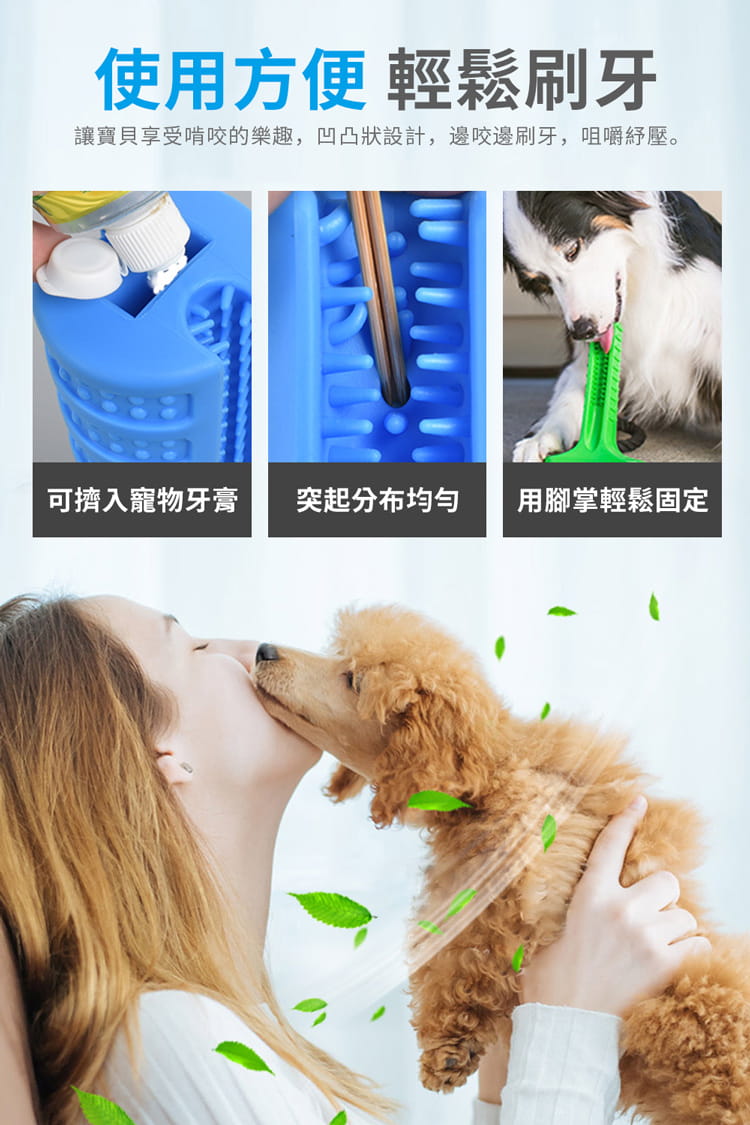 使用方便 輕鬆刷牙
讓寶貝享受啃咬的樂趣，凹凸狀設計，邊咬邊刷牙，咀嚼紓壓。
可擠入寵物牙膏
突起分布均勻
用腳掌輕鬆固定